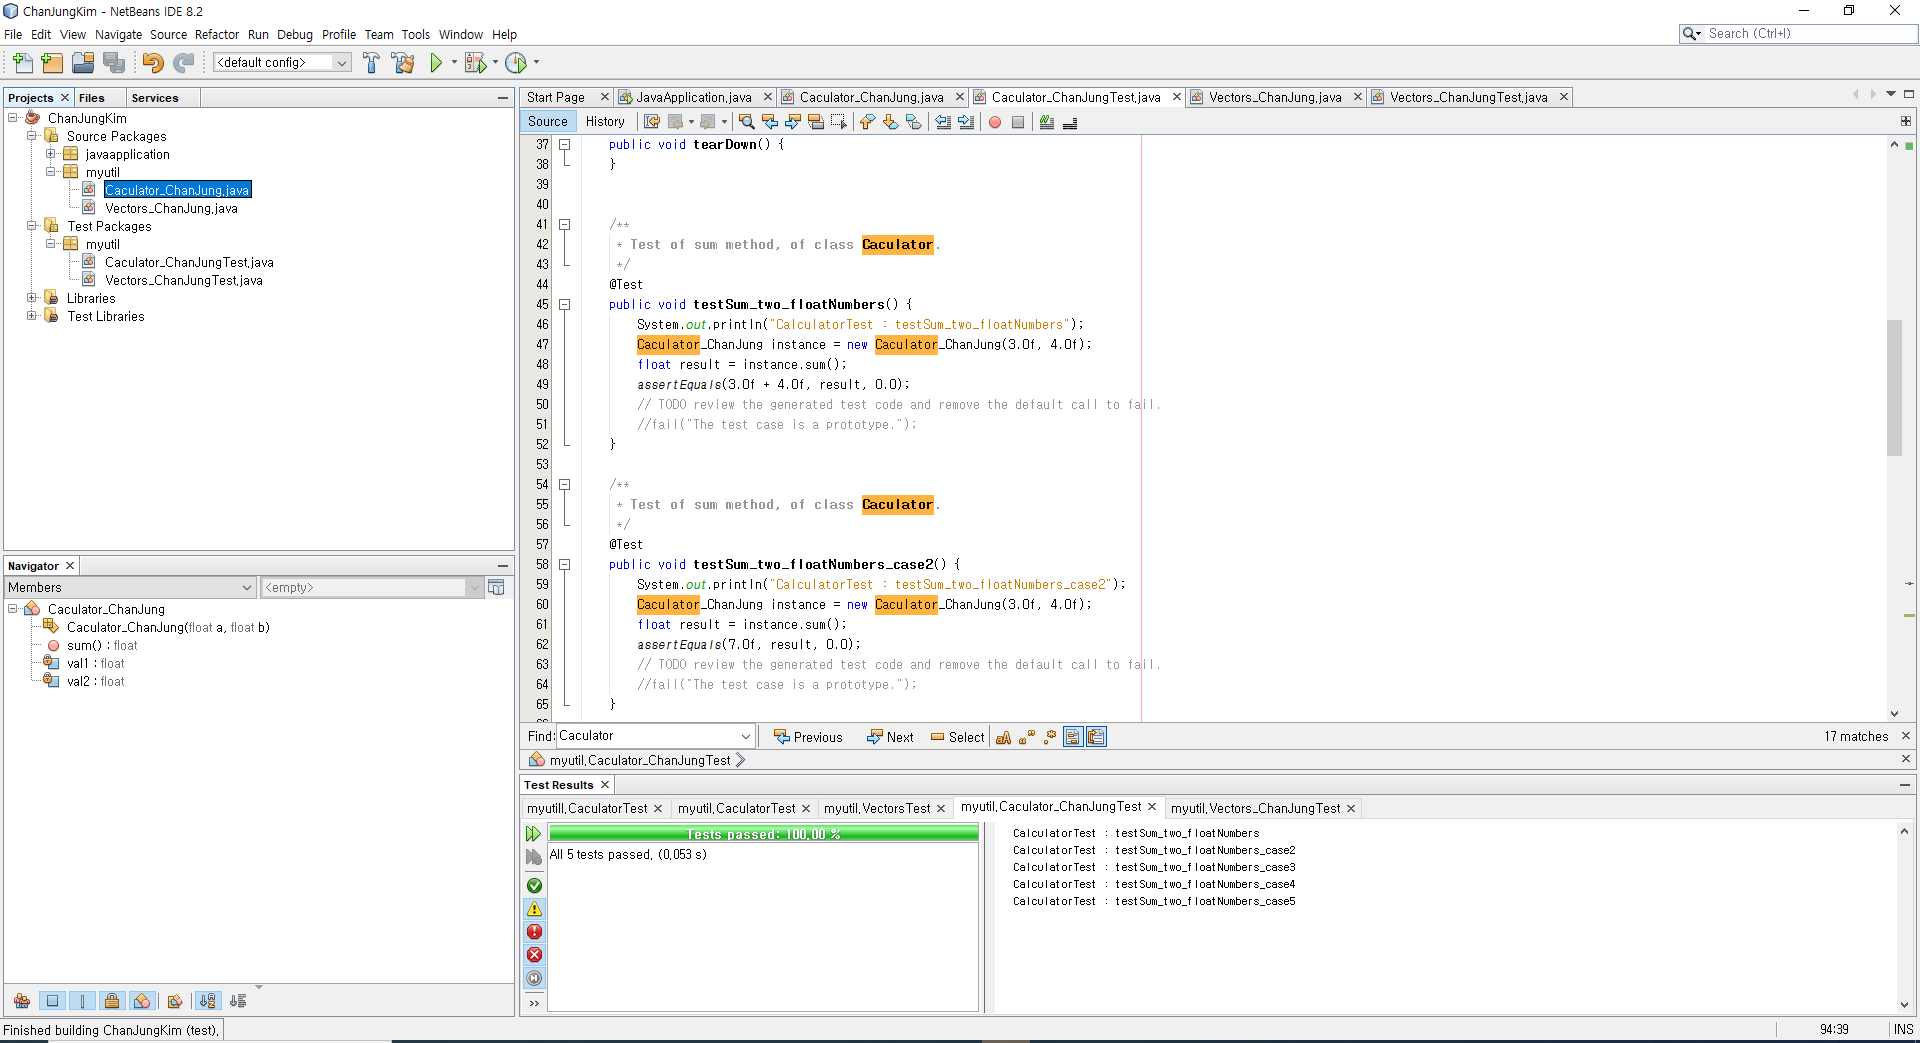 ChanJungKim - NetBeans IDE 8.2
File Edit View Navigate Source Refactor Run Debug Profile Team Tools Window Help
Search (Ctrl+I)
<default config>
Projects Files Services
ChanJungKim
Source Packages
javaapplication
myutil
Caculator_ChanJung.java
Vectors_ChanJung.java
Test Packages
myutil
Caculator_ChanJungTest.java
Vectors_ChanJungTest.java
Libraries
Test Libraries
Navigator
Members
<empty>
Caculator_ChanJung
Caculator_ChanJung(float a, float b)
sum() : float
val1 : float
val2 : float
Start Page JavaApplication.java Caculator_ChanJung.java Caculator_ChanJungTest.java Vectors_ChanJung.java Vectors_ChanJungTest.java
Source History
37 public void tearDown() {
38 }
39
40
41 /**
42 * Test of sum method, of class Caculator.
43 */
44 @Test
45 public void testSum_two_floatNumbers() {
46 System.out.println("CalculatorTest : testSum_two_floatNumbers");
47 Caculator_ChanJung instance = new Caculator_ChanJung(3.0f, 4.0f);
48 float result = instance.sum();
49 assertEquals(3.0f + 4.0f, result, 0.0);
50 // TODO review the generated test code and remove the default call to fail.
51 //fail("The test case is a prototype.");
52 }
53
54 /**
55 * Test of sum method, of class Caculator.
56 */
57 @Test
58 public void testSum_two_floatNumbers_case2() {
59 System.out.println("CalculatorTest : testSum_two_floatNumbers_case2");
60 Caculator_ChanJung instance = new Caculator_ChanJung(3.0f, 4.0f);
61 float result = instance.sum();
62 assertEquals(7.0f, result, 0.0);
63 // TODO review the generated test code and remove the default call to fail.
64 //fail("The test case is a prototype.");
65 }
Find: Caculator Previous Next Select 17 matches
myutil.Caculator_ChanJungTest
Test Results
myutill.CaculatorTest myutil.CaculatorTest myutil.VectorsTest myutil.Caculator_ChanJungTest myutil.Vectors_ChanJungTest
Tests passed: 100.00 %
All 5 tests passed. (0.053 s)
CalculatorTest : testSum_two_floatNumbers
CalculatorTest : testSum_two_floatNumbers_case2
CalculatorTest : testSum_two_floatNumbers_case3
CalculatorTest : testSum_two_floatNumbers_case4
CalculatorTest : testSum_two_floatNumbers_case5
Finished building ChanJungKim (test).
94:39 INS